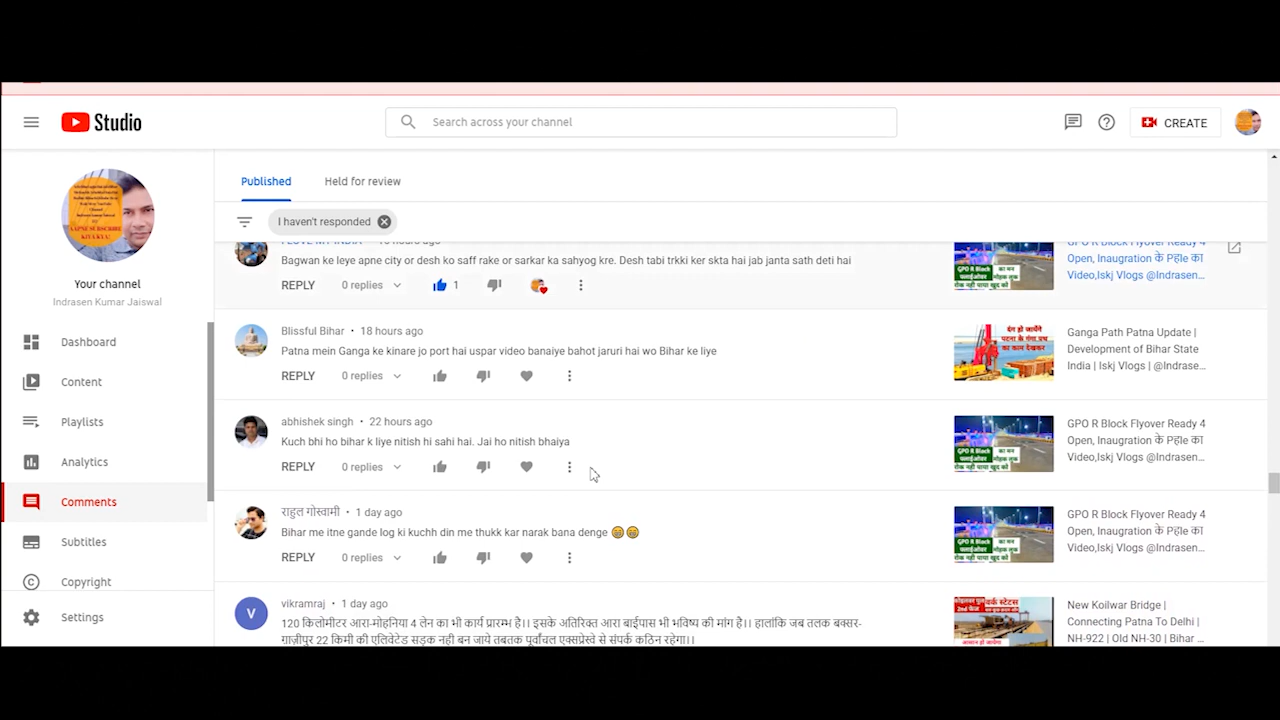 Studio
Search across your channel
CREATE
Your channel
Indrasen Kumar Jaiswal
Dashboard
Content
Playlists
Analytics
Comments
Subtitles
Copyright
Settings
Published
Held for review
I haven't responded
I LOVE MY INDIA
Bagwan ke leye apne city or desh ko saff rake or sarkar ka sahyog kre. Desh tabi trkki ker skta hai jab janta sath deti hai
REPLY 0 replies 1
GPO R Block Flyover Ready 4
Open, Inaugration के Pहle का
Video,Iskj Vlogs @Indrasen...
Blissful Bihar • 18 hours ago
Patna mein Ganga ke kinare jo port hai uspar video banaiye bahot jaruri hai wo Bihar ke liye
REPLY 0 replies
Ganga Path Patna Update |
Development of Bihar State
India | Iskj Vlogs | @Indrase...
abhishek singh • 22 hours ago
Kuch bhi ho bihar k liye nitish hi sahi hai. Jai ho nitish bhaiya
REPLY 0 replies
GPO R Block Flyover Ready 4
Open, Inaugration के Pहle का
Video,Iskj Vlogs @Indrasen...
राहुल गोस्वामी • 1 day ago
Bihar me itne gande log ki kuchh din me thukk kar narak bana denge 😁😁
REPLY 0 replies
GPO R Block Flyover Ready 4
Open, Inaugration के Pहle का
Video,Iskj Vlogs @Indrasen...
V
vikramraj • 1 day ago
120 किलोमीटर आरा-मोहनिया 4 लेन का भी कार्य प्रारम्भ है।। इसके अतिरिक्त आरा बाईपास भी भविष्य की मांग है।। हालांकि जब तलक बक्सर-
गाज़ीपुर 22 किमी की एलिवेटेड सड़क नही बन जाये तबतक पूर्वांचल एक्सप्रेस्वे से संपर्क कठिन रहेगा।।
New Koilwar Bridge |
Connecting Patna To Delhi |
NH-922 | Old NH-30 | Bihar ...